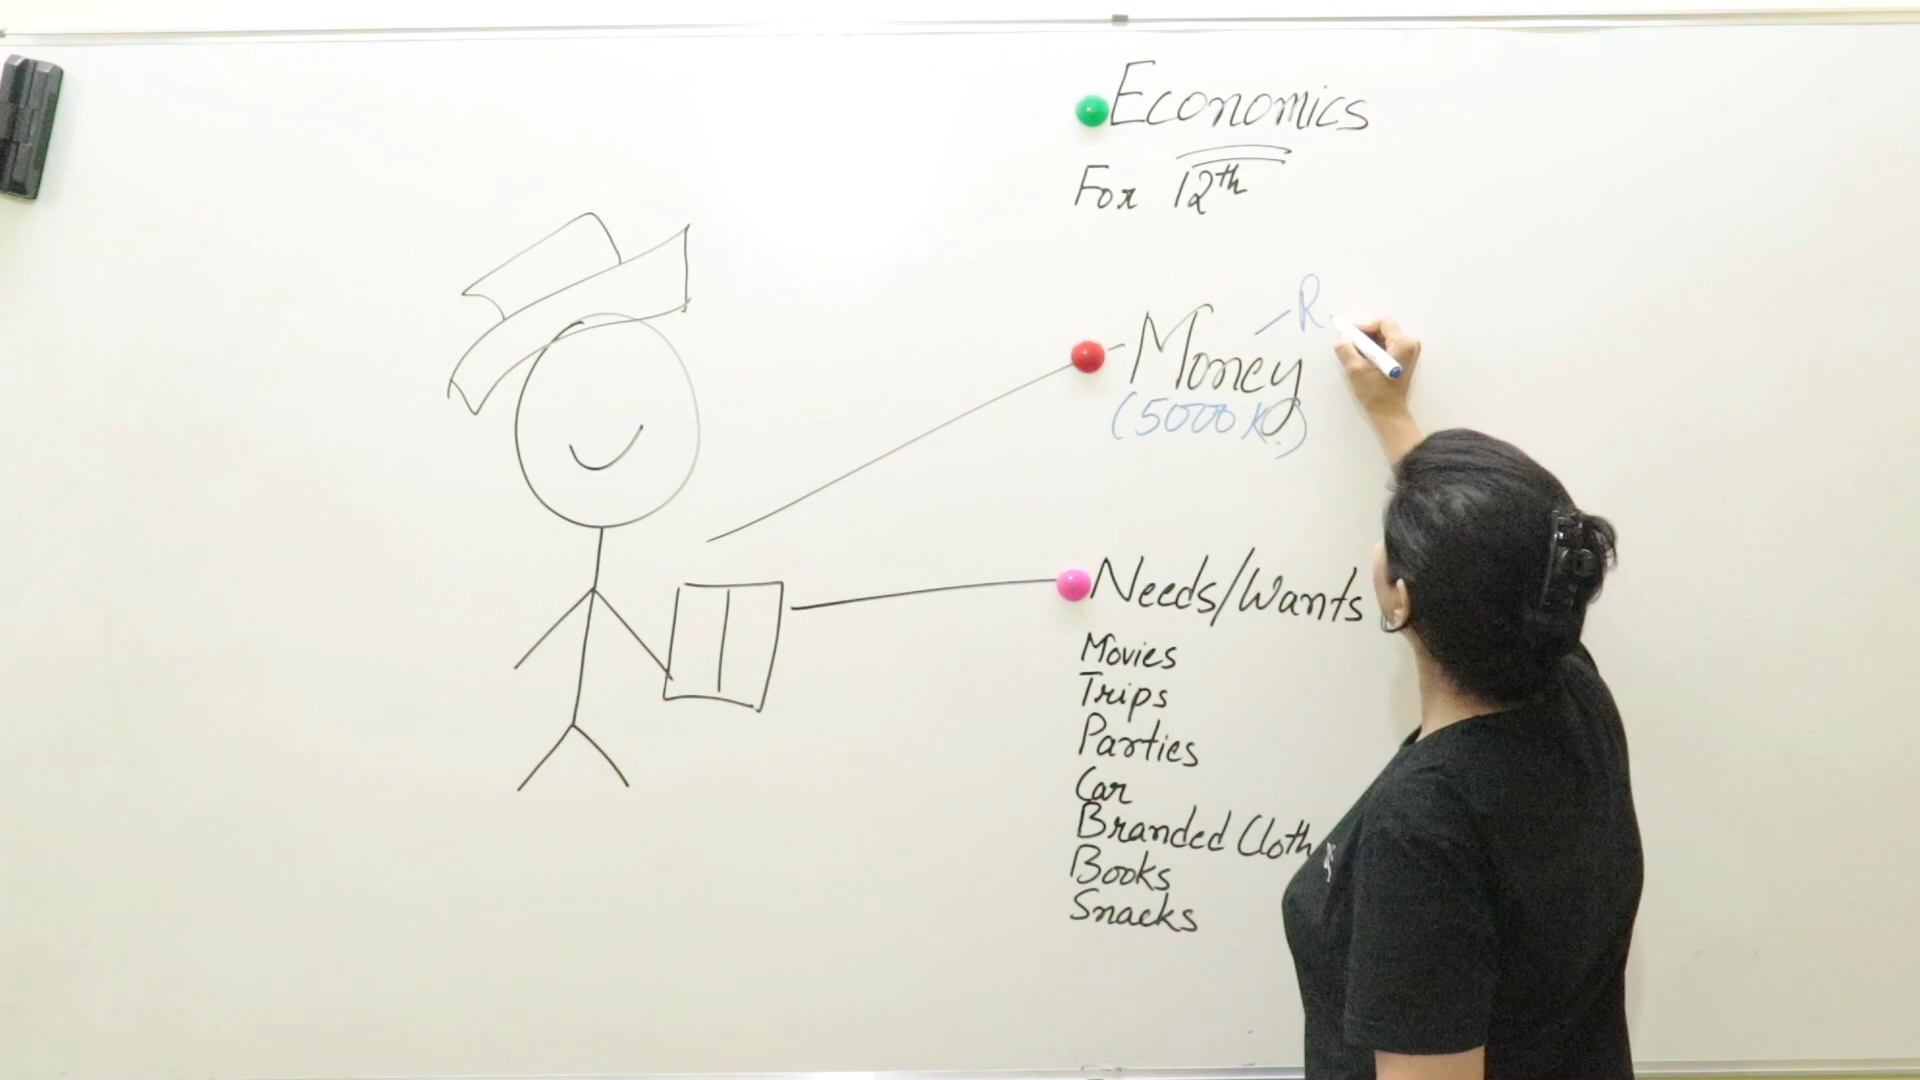 Economics
For 12th
R
Money
(5000
Needs/Wants
Movies
Trips
Parties
Car
Branded Cloth
Books
Snacks